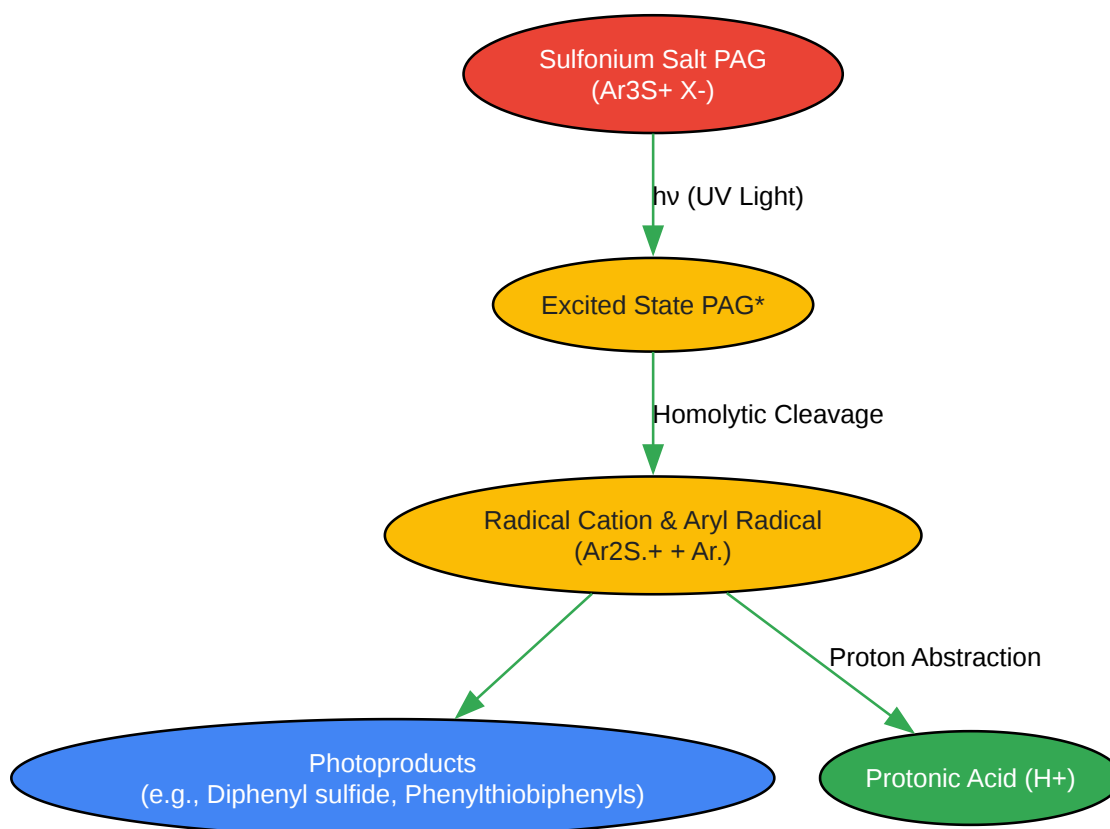 Sulfonium Salt PAG
(Ar3S+ X-)
hν (UV Light)
Excited State PAG*
Homolytic Cleavage
Radical Cation & Aryl Radical
(Ar2S.+ + Ar.)
Proton Abstraction
Photoproducts
(e.g., Diphenyl sulfide, Phenylthiobiphenyls)
Protonic Acid (H+)